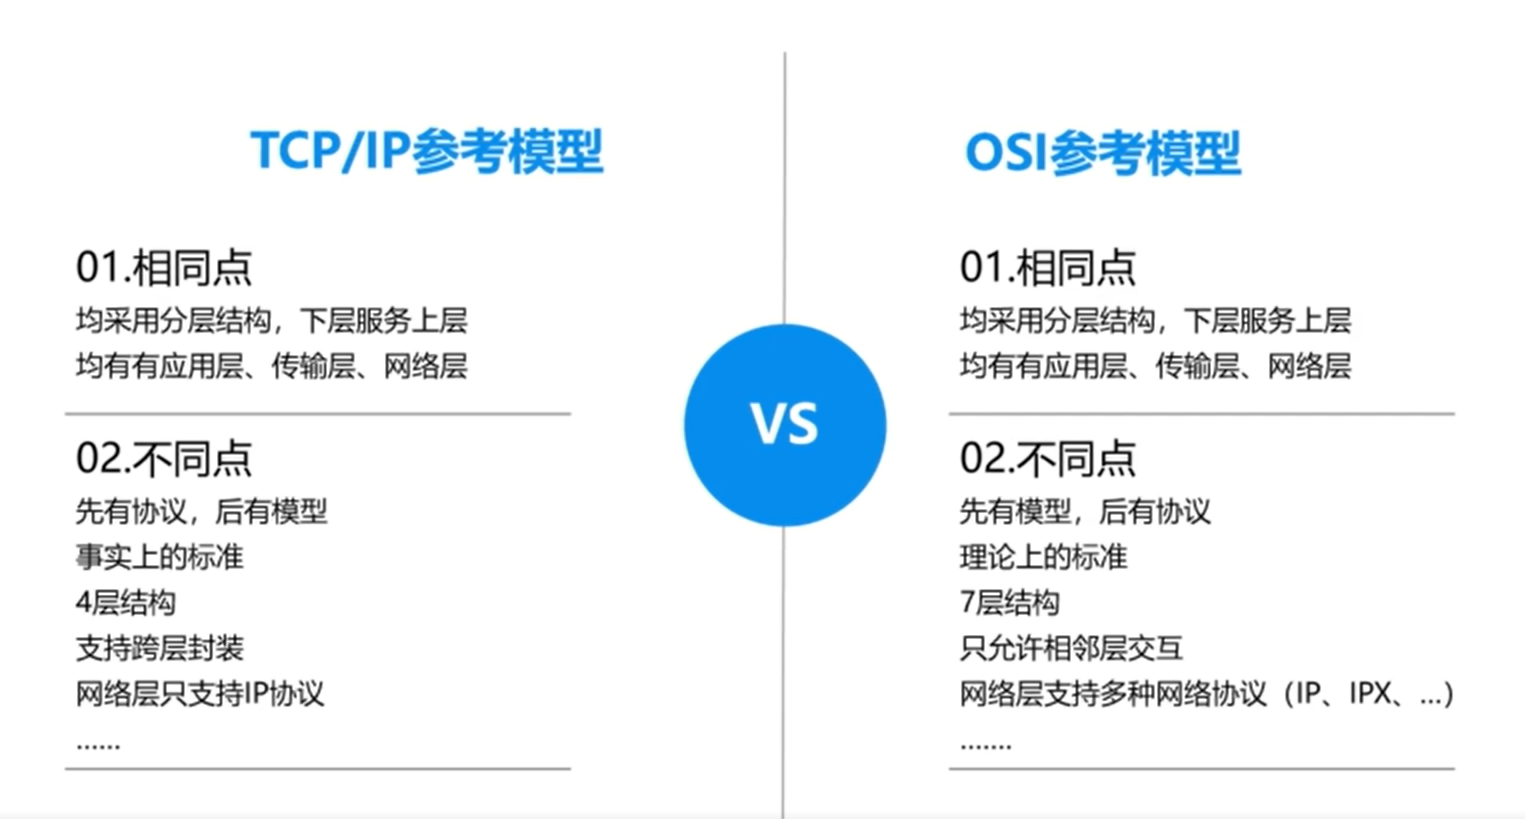 TCP/IP参考模型
01.相同点
均采用分层结构，下层服务上层
均有有应用层、传输层、网络层
02.不同点
先有协议，后有模型
事实上的标准
4层结构
支持跨层封装
网络层只支持IP协议
......
VS
OSI参考模型
01.相同点
均采用分层结构，下层服务上层
均有有应用层、传输层、网络层
02.不同点
先有模型，后有协议
理论上的标准
7层结构
只允许相邻层交互
网络层支持多种网络协议（IP、IPX、...）
.......